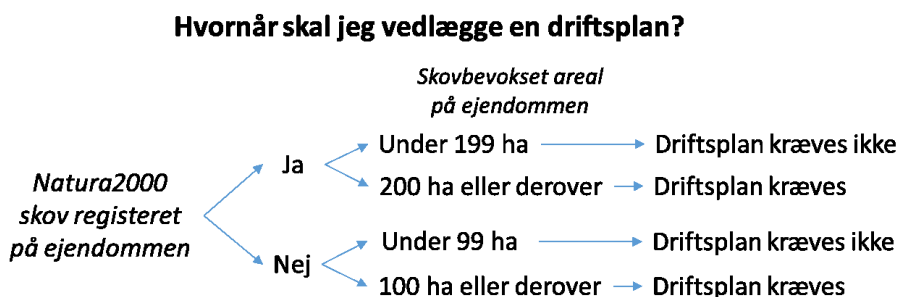 Hvornår skal jeg vedlægge en driftsplan?
Skovbevokset areal
på ejendommen
Natura2000
skov registeret
på ejendommen
Ja
Under 199 ha
Driftsplan kræves ikke
200 ha eller derover
Driftsplan kræves
Nej
Under 99 ha
Driftsplan kræves ikke
100 ha eller derover
Driftsplan kræves